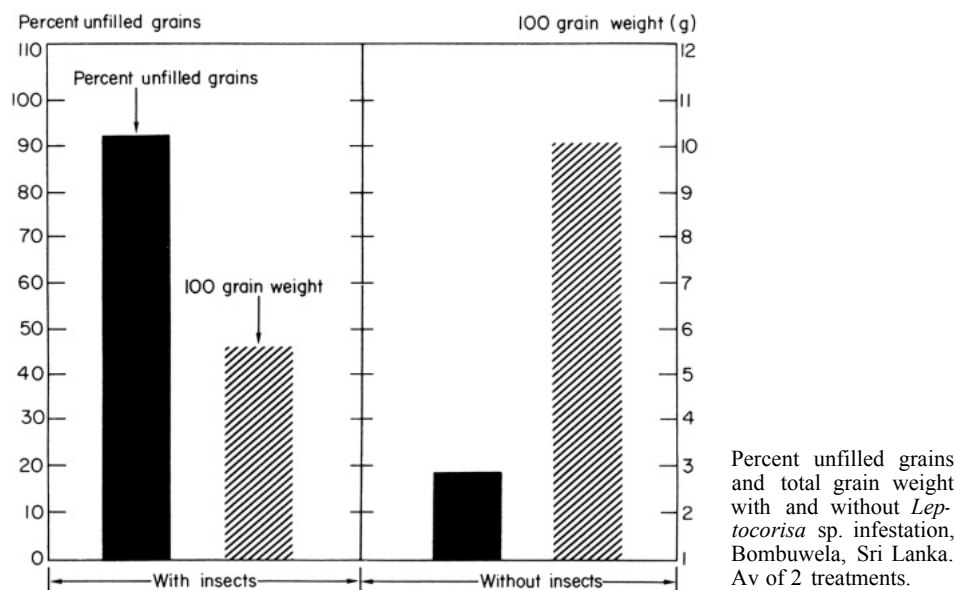 Percent unfilled grains
100 grain weight (g)
110
100
90
80
70
60
50
40
30
20
10
0
Percent unfilled grains
100 grain weight
12
11
10
9
8
7
6
5
4
3
2
1
With insects
Without insects
Percent unfilled grains
and total grain weight
with and without Lep-
tocorisa sp. infestation,
Bombuwela, Sri Lanka.
Av of 2 treatments.